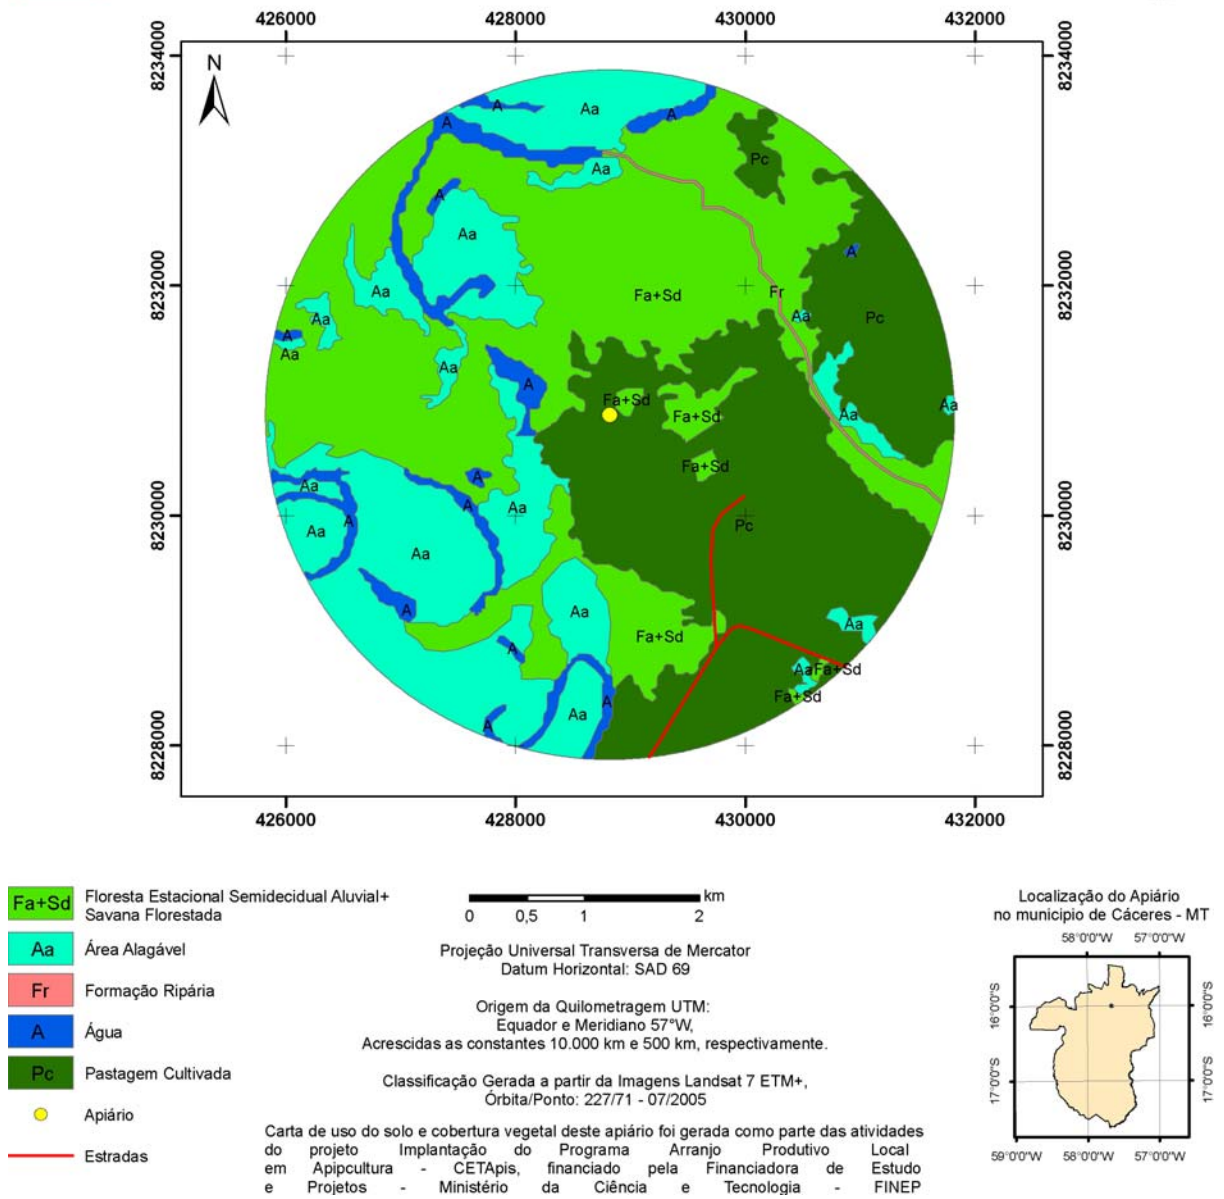 426000 428000 430000 432000
8234000 8234000
N
A Aa A
A
Pc
Aa
A
Aa
A
8232000 8232000
Aa Fa+Sd Fr
Aa Aa Pc
A
Aa
Aa
A
Fa+Sd
Fa+Sd Aa Aa
Fa+Sd
A
Aa
8230000 8230000
A A Aa
Aa Pc
Aa
A Aa Aa
Fa+Sd
A
Aa Fa+Sd
Fa+Sd
A
Aa
A
8228000 8228000
426000 428000 430000 432000
Fa+Sd Floresta Estacional Semidecidual Aluvial+
Savana Florestada
Aa Área Alagável
Fr Formação Ripária
A Água
Pc Pastagem Cultivada
Apiário
Estradas
km
0 0,5 1 2
Projeção Universal Transversa de Mercator
Datum Horizontal: SAD 69
Origem da Quilometragem UTM:
Equador e Meridiano 57°W,
Acrescidas as constantes 10.000 km e 500 km, respectivamente.
Classificação Gerada a partir da Imagens Landsat 7 ETM+,
Órbita/Ponto: 227/71 - 07/2005
Carta de uso do solo e cobertura vegetal deste apiário foi gerada como parte das atividades
do projeto Implantação do Programa Arranjo Produtivo Local
em Apipcultura - CETApis, financiado pela Financiadora de Estudo
e Projetos - Ministério da Ciência e Tecnologia - FINEP
Localização do Apiário
no municipio de Cáceres - MT
58°0'0"W 57°0'0"W
16°0'0"S 16°0'0"S
17°0'0"S 17°0'0"S
59°0'0"W 58°0'0"W 57°0'0"W